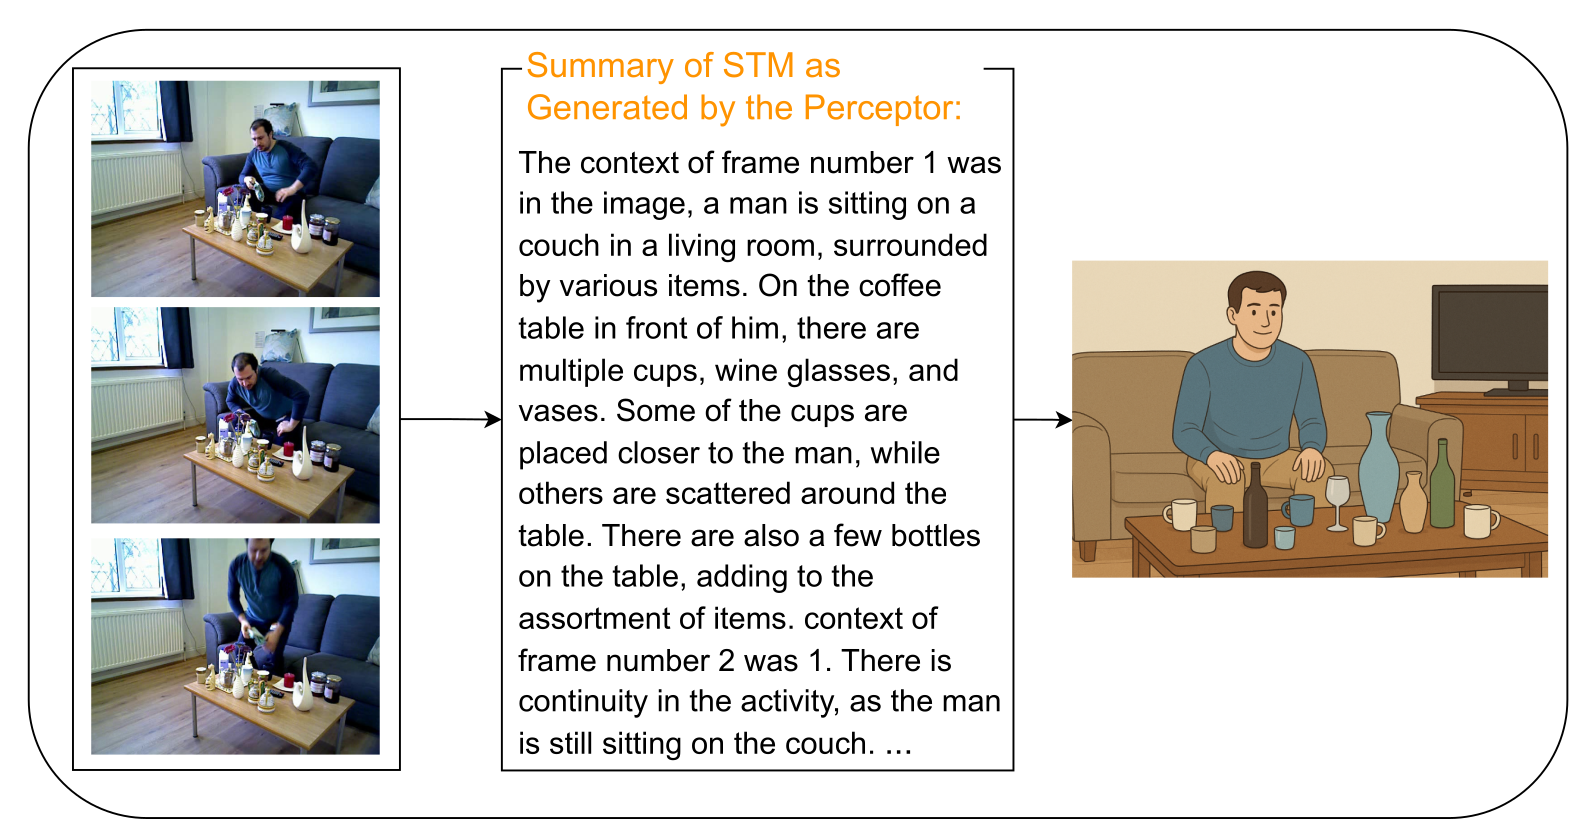 Summary of STM as
Generated by the Perceptor:
The context of frame number 1 was
in the image, a man is sitting on a
couch in a living room, surrounded
by various items. On the coffee
table in front of him, there are
multiple cups, wine glasses, and
vases. Some of the cups are
placed closer to the man, while
others are scattered around the
table. There are also a few bottles
on the table, adding to the
assortment of items. context of
frame number 2 was 1. There is
continuity in the activity, as the man
is still sitting on the couch. ...